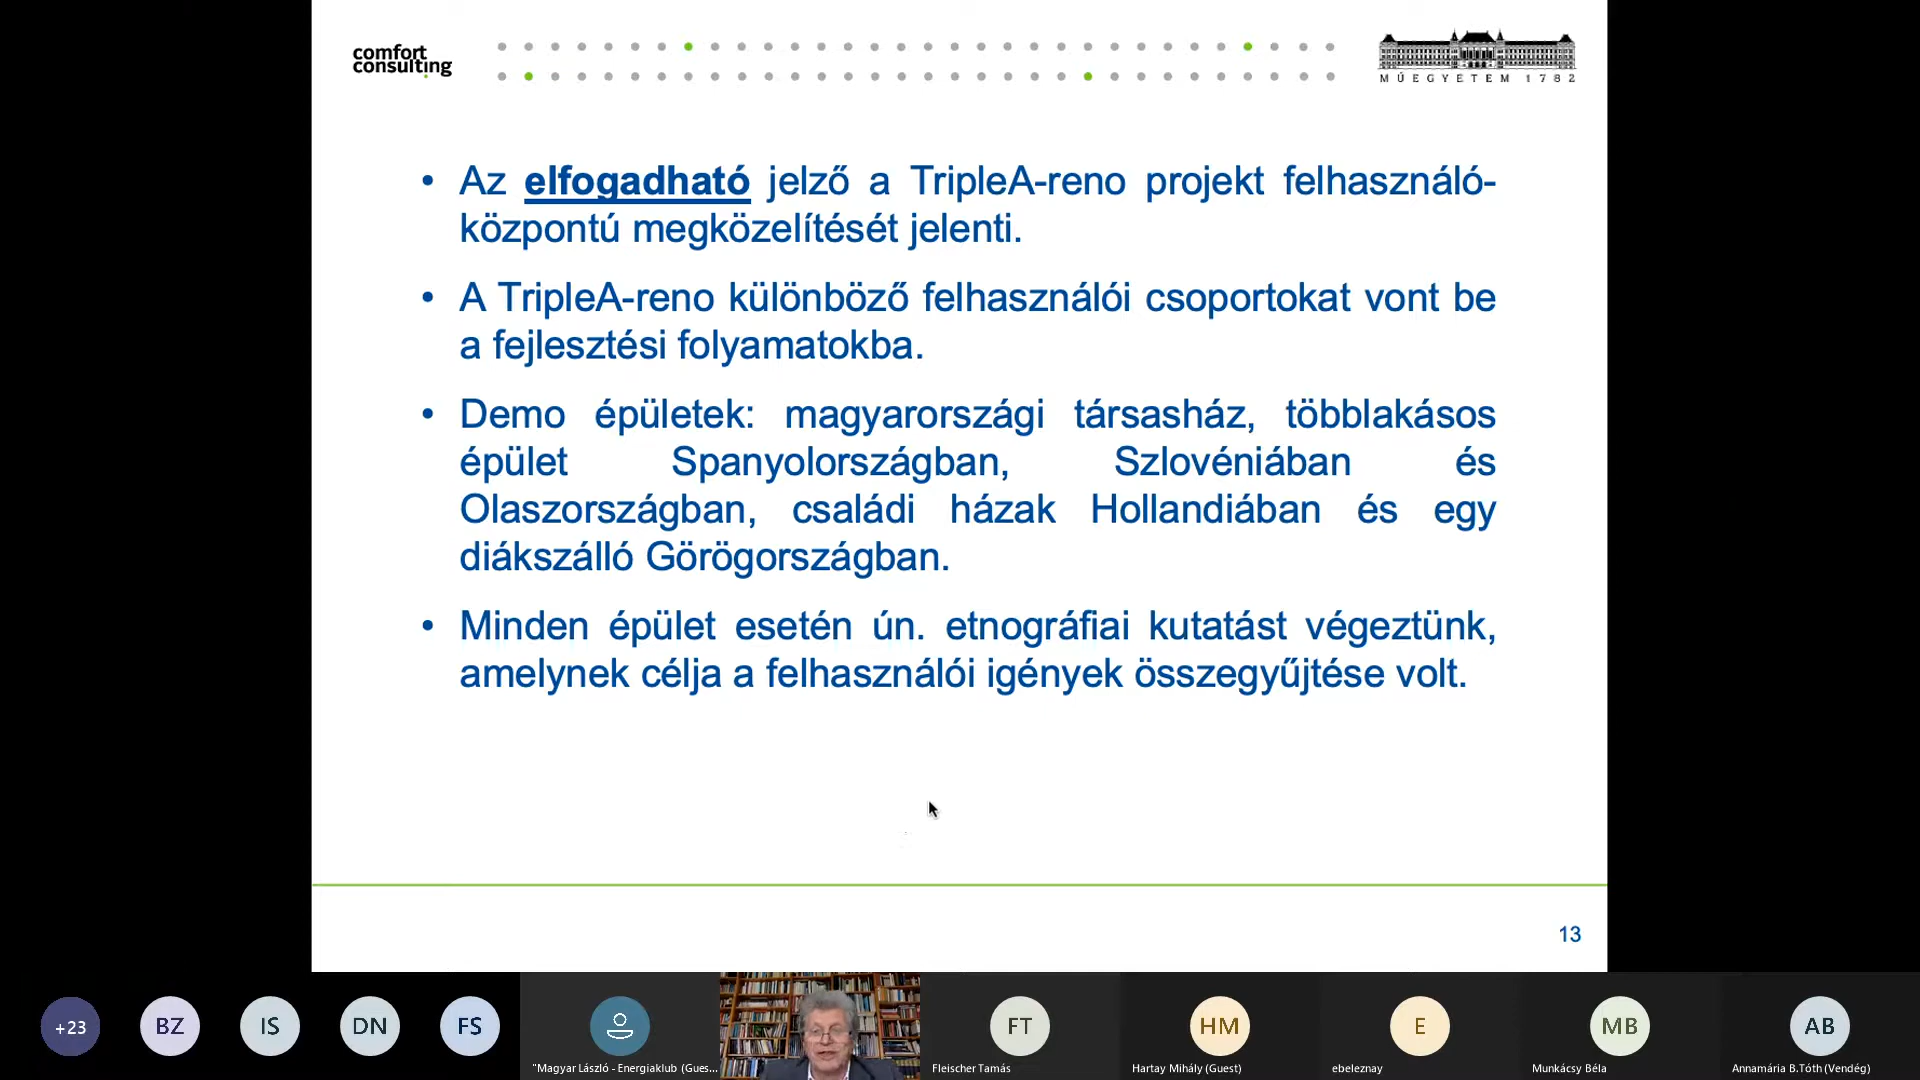 comfort
consulting
MŰEGYETEM 1782
• Az elfogadható jelző a TripleA-reno projekt felhasználó-
központú megközelítését jelenti.
• A TripleA-reno különböző felhasználói csoportokat vont be
a fejlesztési folyamatokba.
• Demo épületek: magyarországi társasház, többlakásos
épület Spanyolországban, Szlovéniában és
Olaszországban, családi házak Hollandiában és egy
diákszálló Görögországban.
• Minden épület esetén ún. etnográfiai kutatást végeztünk,
amelynek célja a felhasználói igények összegyűjtése volt.
13
+23 BZ IS DN FS FT HM E MB AB
"Magyar László - Energiaklub (Gues... Fleischer Tamás Hartay Mihály (Guest) ebeleznay Munkácsy Béla Annamária B.Tóth (Vendég)